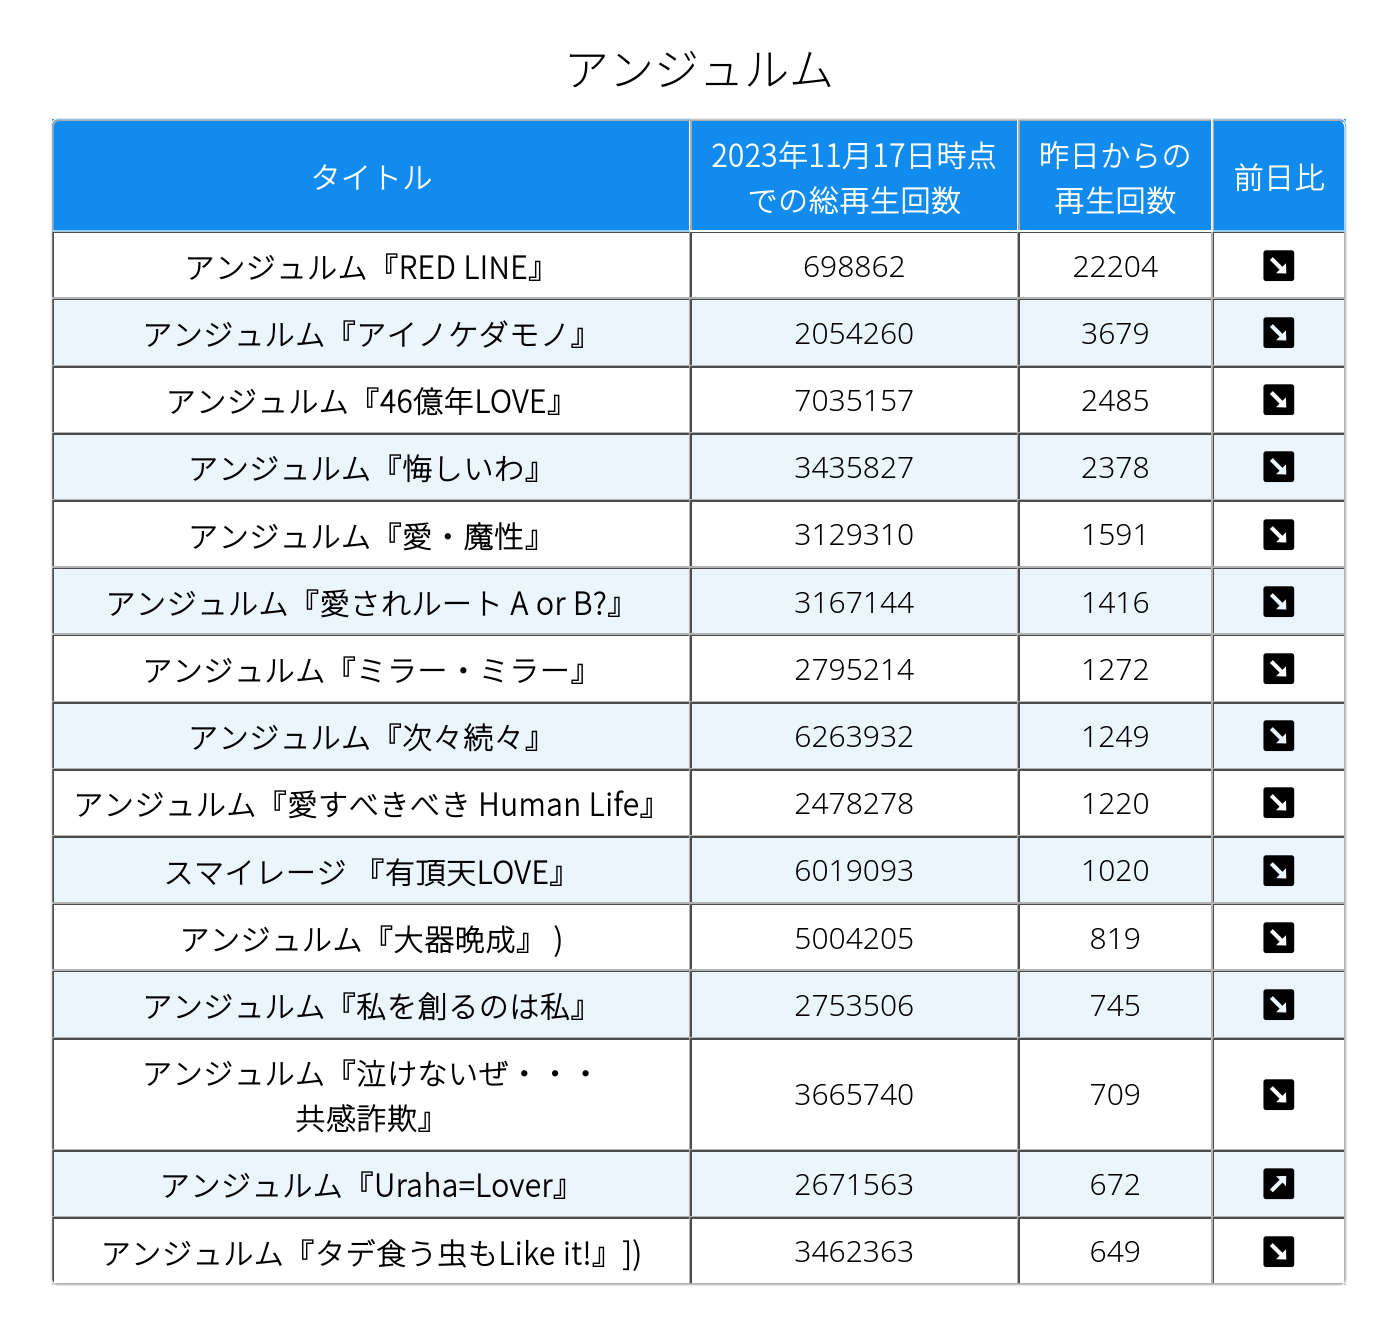 アンジュルム
タイトル 2023年11月17日時点での総再生回数 昨日からの再生回数 前日比
アンジュルム『RED LINE』 698862 22204 ↘
アンジュルム『アイノケダモノ』 2054260 3679 ↘
アンジュルム『46億年LOVE』 7035157 2485 ↘
アンジュルム『悔しいわ』 3435827 2378 ↘
アンジュルム『愛・魔性』 3129310 1591 ↘
アンジュルム『愛されルート A or B?』 3167144 1416 ↘
アンジュルム『ミラー・ミラー』 2795214 1272 ↘
アンジュルム『次々続々』 6263932 1249 ↘
アンジュルム『愛すべきべき Human Life』 2478278 1220 ↘
スマイレージ 『有頂天LOVE』 6019093 1020 ↘
アンジュルム『大器晩成』 ) 5004205 819 ↘
アンジュルム『私を創るのは私』 2753506 745 ↘
アンジュルム『泣けないぜ・・・共感詐欺』 3665740 709 ↘
アンジュルム『Uraha=Lover』 2671563 672 ↗
アンジュルム『タデ食う虫もLike it!』]) 3462363 649 ↘